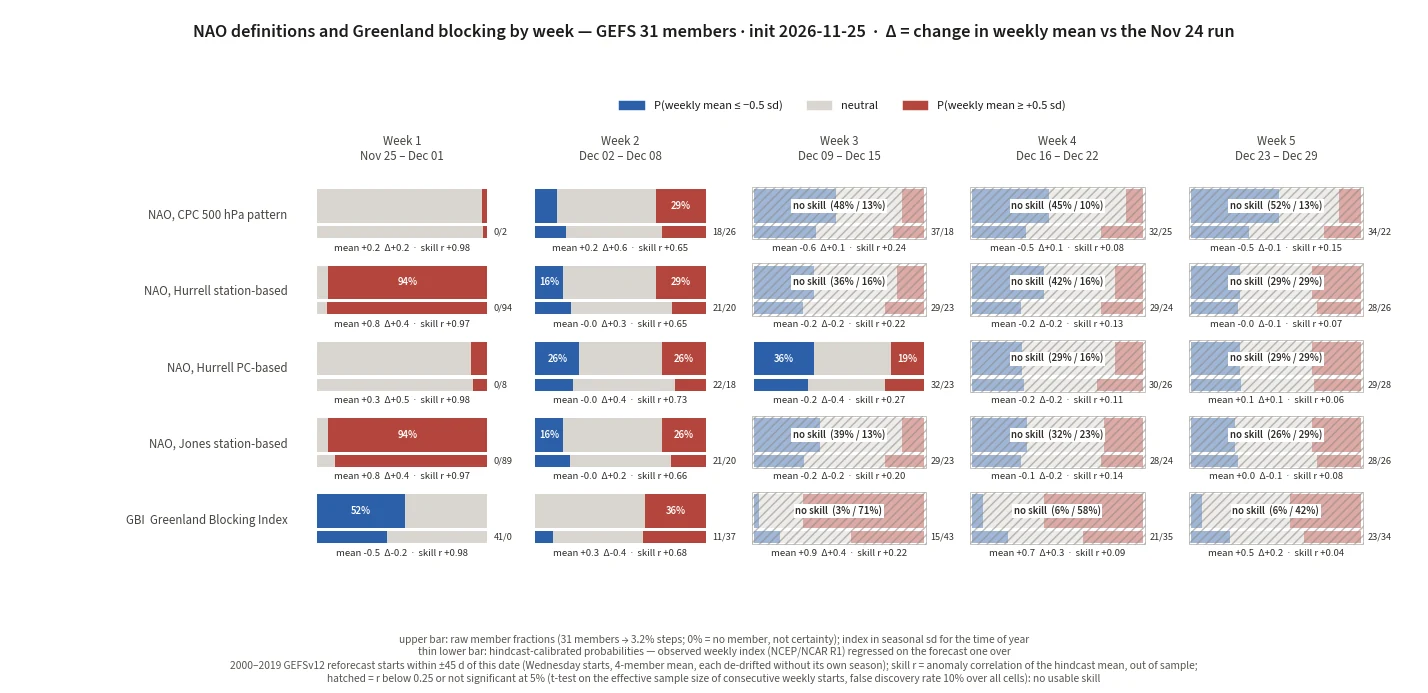 NAO definitions and Greenland blocking by week — GEFS 31 members · init 2026-11-25 · Δ = change in weekly mean vs the Nov 24 run
P(weekly mean ≤ −0.5 sd) neutral P(weekly mean ≥ +0.5 sd)
Week 1 Week 2 Week 3 Week 4 Week 5
Nov 25 – Dec 01 Dec 02 – Dec 08 Dec 09 – Dec 15 Dec 16 – Dec 22 Dec 23 – Dec 29
NAO, CPC 500 hPa pattern 29% no skill (48% / 13%) no skill (45% / 10%) no skill (52% / 13%)
0/2 18/26 37/18 32/25 34/22
mean +0.2 Δ+0.2 · skill r +0.98 mean +0.2 Δ+0.6 · skill r +0.65 mean -0.6 Δ+0.1 · skill r +0.24 mean -0.5 Δ+0.1 · skill r +0.08 mean -0.5 Δ-0.1 · skill r +0.15
NAO, Hurrell station-based 94% 16% 29% no skill (36% / 16%) no skill (42% / 16%) no skill (29% / 29%)
0/94 21/20 29/23 29/24 28/26
mean +0.8 Δ+0.4 · skill r +0.97 mean -0.0 Δ+0.3 · skill r +0.65 mean -0.2 Δ-0.2 · skill r +0.22 mean -0.2 Δ-0.2 · skill r +0.13 mean -0.0 Δ-0.1 · skill r +0.07
NAO, Hurrell PC-based 26% 26% 36% 19% no skill (29% / 16%) no skill (29% / 29%)
0/8 22/18 32/23 30/26 29/28
mean +0.3 Δ+0.5 · skill r +0.98 mean -0.0 Δ+0.4 · skill r +0.73 mean -0.2 Δ-0.4 · skill r +0.27 mean -0.2 Δ-0.2 · skill r +0.11 mean +0.1 Δ+0.1 · skill r +0.06
NAO, Jones station-based 94% 16% 26% no skill (39% / 13%) no skill (32% / 23%) no skill (26% / 29%)
0/89 21/20 29/23 28/24 28/26
mean +0.8 Δ+0.4 · skill r +0.97 mean -0.0 Δ+0.2 · skill r +0.66 mean -0.2 Δ-0.2 · skill r +0.20 mean -0.1 Δ-0.2 · skill r +0.14 mean +0.0 Δ-0.1 · skill r +0.08
GBI Greenland Blocking Index 52% 36% no skill (3% / 71%) no skill (6% / 58%) no skill (6% / 42%)
41/0 11/37 15/43 21/35 23/34
mean -0.5 Δ-0.2 · skill r +0.98 mean +0.3 Δ-0.4 · skill r +0.68 mean +0.9 Δ+0.4 · skill r +0.22 mean +0.7 Δ+0.3 · skill r +0.09 mean +0.5 Δ+0.2 · skill r +0.04
upper bar: raw member fractions (31 members → 3.2% steps; 0% = no member, not certainty); index in seasonal sd for the time of year
thin lower bar: hindcast-calibrated probabilities — observed weekly index (NCEP/NCAR R1) regressed on the forecast one over
2000–2019 GEFSv12 reforecast starts within ±45 d of this date (Wednesday starts, 4-member mean, each de-drifted without its own season); skill r = anomaly correlation of the hindcast mean, out of sample;
hatched = r below 0.25 or not significant at 5% (t-test on the effective sample size of consecutive weekly starts, false discovery rate 10% over all cells): no usable skill